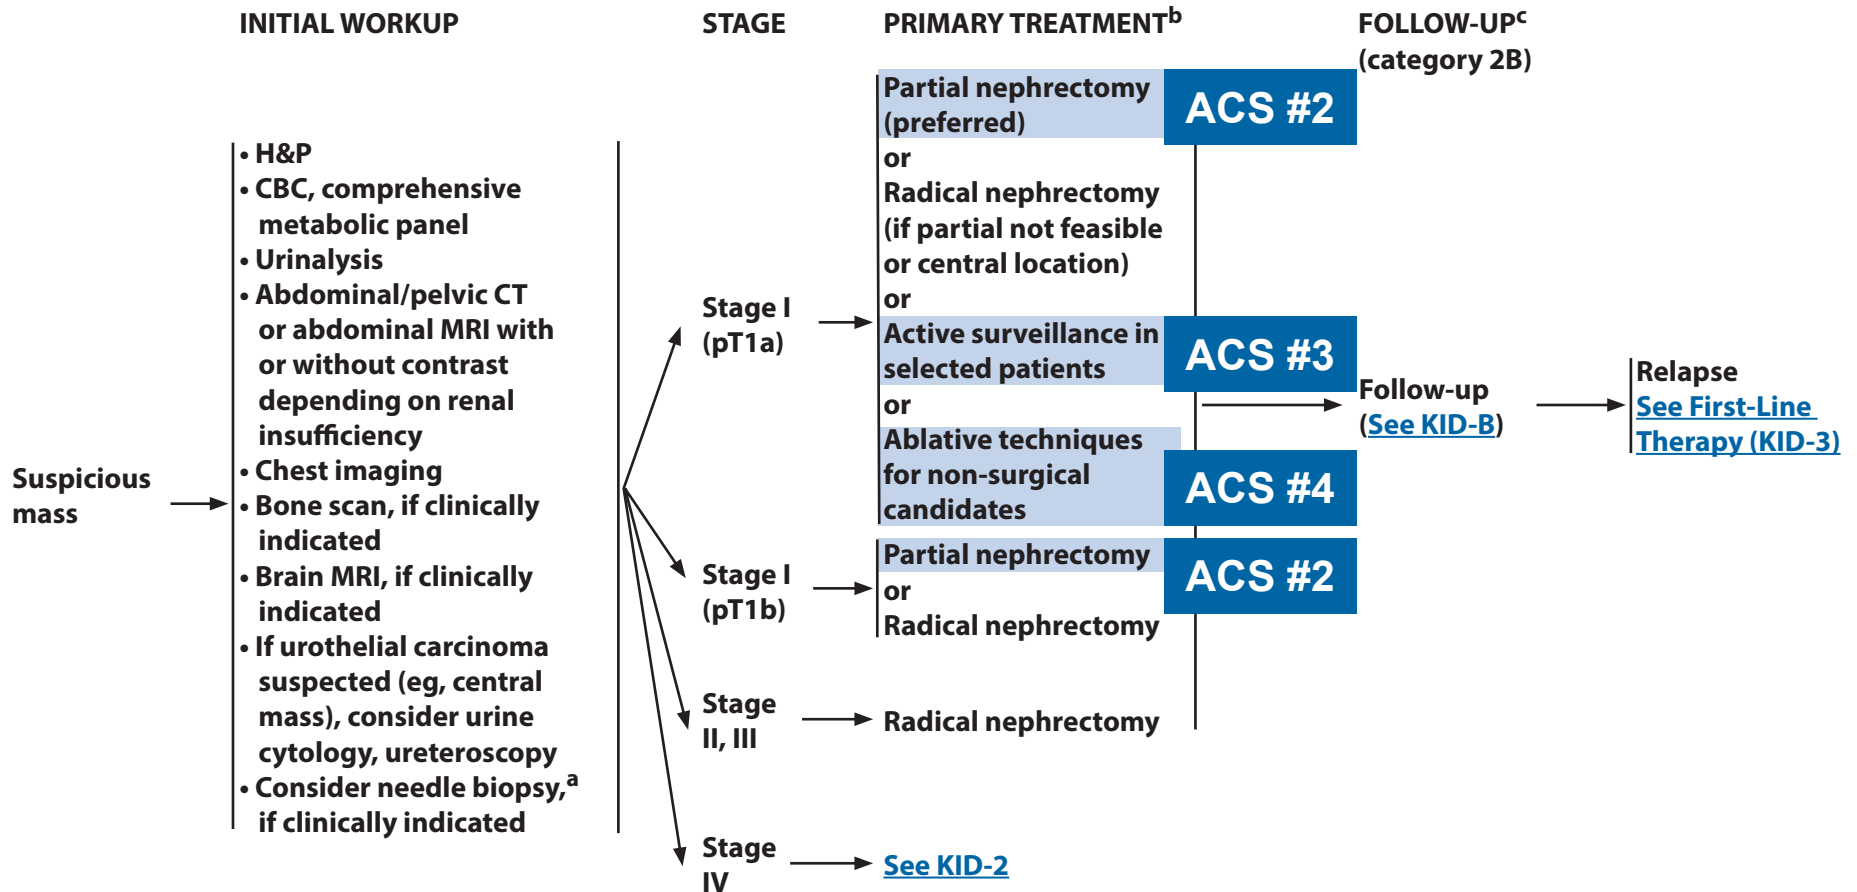 INITIAL WORKUP
STAGE
PRIMARY TREATMENTb
FOLLOW-UPc
(category 2B)
Suspicious
mass
• H&P
• CBC, comprehensive
metabolic panel
• Urinalysis
• Abdominal/pelvic CT
or abdominal MRI with
or without contrast
depending on renal
insufficiency
• Chest imaging
• Bone scan, if clinically
indicated
• Brain MRI, if clinically
indicated
• If urothelial carcinoma
suspected (eg, central
mass), consider urine
cytology, ureteroscopy
• Consider needle biopsy,a
if clinically indicated
Stage I
(pT1a)
Partial nephrectomy
(preferred)
ACS #2
or
Radical nephrectomy
(if partial not feasible
or central location)
or
Active surveillance in
selected patients
ACS #3
or
Ablative techniques
for non-surgical
candidates
ACS #4
Stage I
(pT1b)
Partial nephrectomy
ACS #2
or
Radical nephrectomy
Stage
II, III
Radical nephrectomy
Stage
IV
See KID-2
Follow-up
(See KID-B)
Relapse
See First-Line
Therapy (KID-3)